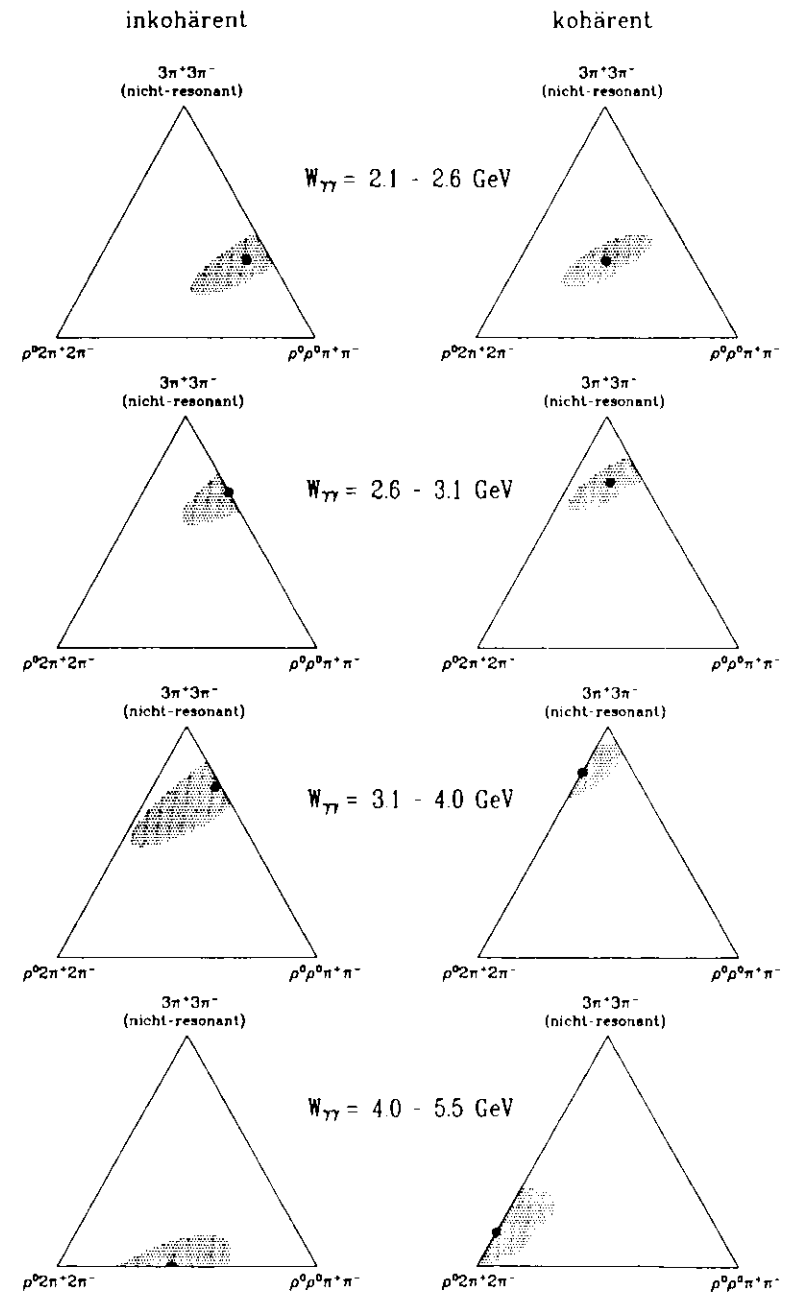 inkohärent kohärent
3π⁺3π⁻ 3π⁺3π⁻
(nicht-resonant) (nicht-resonant)
Wγγ = 2.1 - 2.6 GeV
ρ⁰2π⁺2π⁻ ρ⁰ρ⁰π⁺π⁻ ρ⁰2π⁺2π⁻ ρ⁰ρ⁰π⁺π⁻
3π⁺3π⁻ 3π⁺3π⁻
(nicht-resonant) (nicht-resonant)
Wγγ = 2.6 - 3.1 GeV
ρ⁰2π⁺2π⁻ ρ⁰ρ⁰π⁺π⁻ ρ⁰2π⁺2π⁻ ρ⁰ρ⁰π⁺π⁻
3π⁺3π⁻ 3π⁺3π⁻
(nicht-resonant) (nicht-resonant)
Wγγ = 3.1 - 4.0 GeV
ρ⁰2π⁺2π⁻ ρ⁰ρ⁰π⁺π⁻ ρ⁰2π⁺2π⁻ ρ⁰ρ⁰π⁺π⁻
3π⁺3π⁻ 3π⁺3π⁻
(nicht-resonant) (nicht-resonant)
Wγγ = 4.0 - 5.5 GeV
ρ⁰2π⁺2π⁻ ρ⁰ρ⁰π⁺π⁻ ρ⁰2π⁺2π⁻ ρ⁰ρ⁰π⁺π⁻